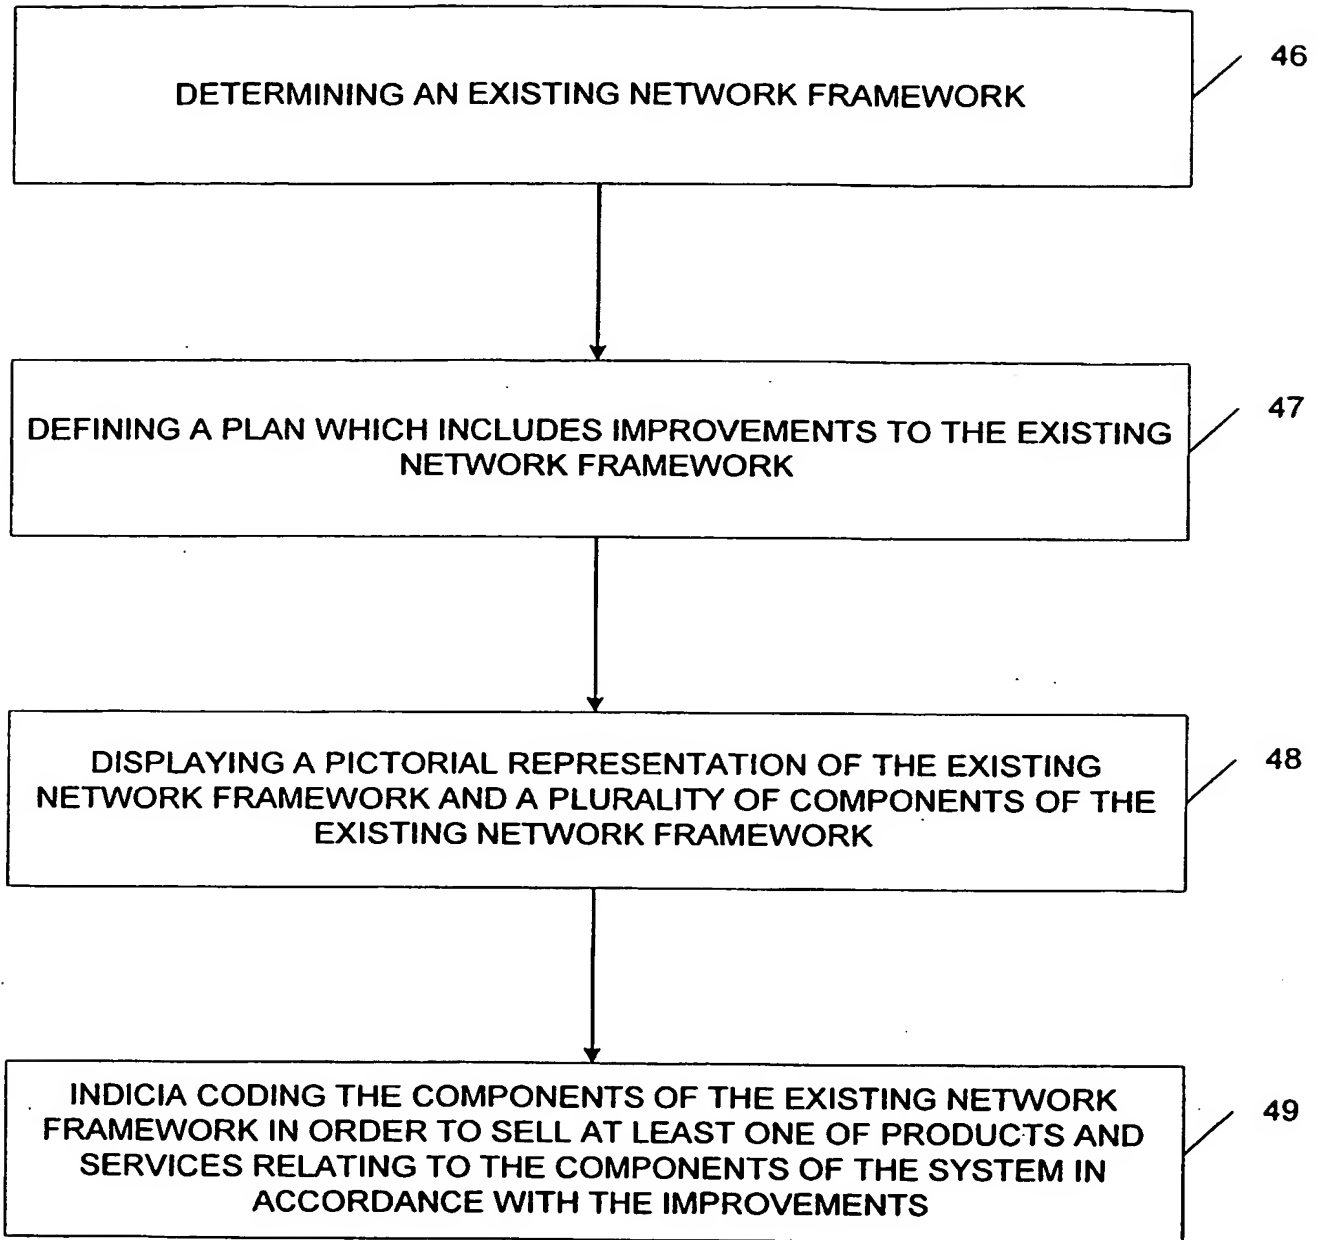 DETERMINING AN EXISTING NETWORK FRAMEWORK
46
DEFINING A PLAN WHICH INCLUDES IMPROVEMENTS TO THE EXISTING
NETWORK FRAMEWORK
47
DISPLAYING A PICTORIAL REPRESENTATION OF THE EXISTING
NETWORK FRAMEWORK AND A PLURALITY OF COMPONENTS OF THE
EXISTING NETWORK FRAMEWORK
48
INDICIA CODING THE COMPONENTS OF THE EXISTING NETWORK
FRAMEWORK IN ORDER TO SELL AT LEAST ONE OF PRODUCTS AND
SERVICES RELATING TO THE COMPONENTS OF THE SYSTEM IN
ACCORDANCE WITH THE IMPROVEMENTS
49